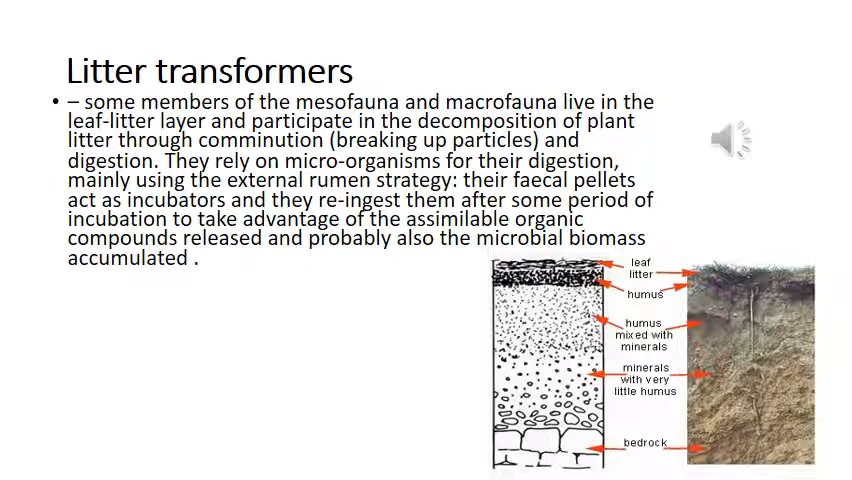 Litter transformers
• – some members of the mesofauna and macrofauna live in the
leaf-litter layer and participate in the decomposition of plant
litter through comminution (breaking up particles) and
digestion. They rely on micro-organisms for their digestion,
mainly using the external rumen strategy: their faecal pellets
act as incubators and they re-ingest them after some period of
incubation to take advantage of the assimilable organic
compounds released and probably also the microbial biomass
accumulated .
leaf
litter
humus
humus
mixed with
minerals
minerals
with very
little humus
bedrock